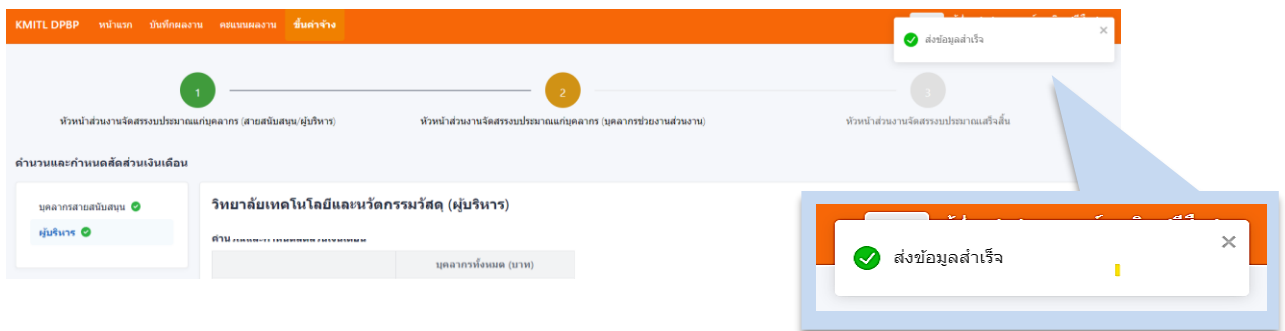 KMITL DPBP หน้าแรก บันทึกผลงาน คะแนนผลงาน ขึ้นค่าจ้าง
ส่งข้อมูลสำเร็จ
1 2 3
หัวหน้าส่วนงานจัดสรรงบประมาณแก่บุคลากร (สายสนับสนุน/ผู้บริหาร) หัวหน้าส่วนงานจัดสรรงบประมาณแก่บุคลากร (บุคลากรช่วยงานส่วนงาน) หัวหน้าส่วนงานจัดสรรงบประมาณเสร็จสิ้น
คำนวนและกำหนดสัดส่วนเงินเดือน
บุคลากรสายสนับสนุน
ผู้บริหาร
วิทยาลัยเทคโนโลยีและนวัตกรรมวัสดุ (ผู้บริหาร)
บุคลากรทั้งหมด (บาท)
ส่งข้อมูลสำเร็จ